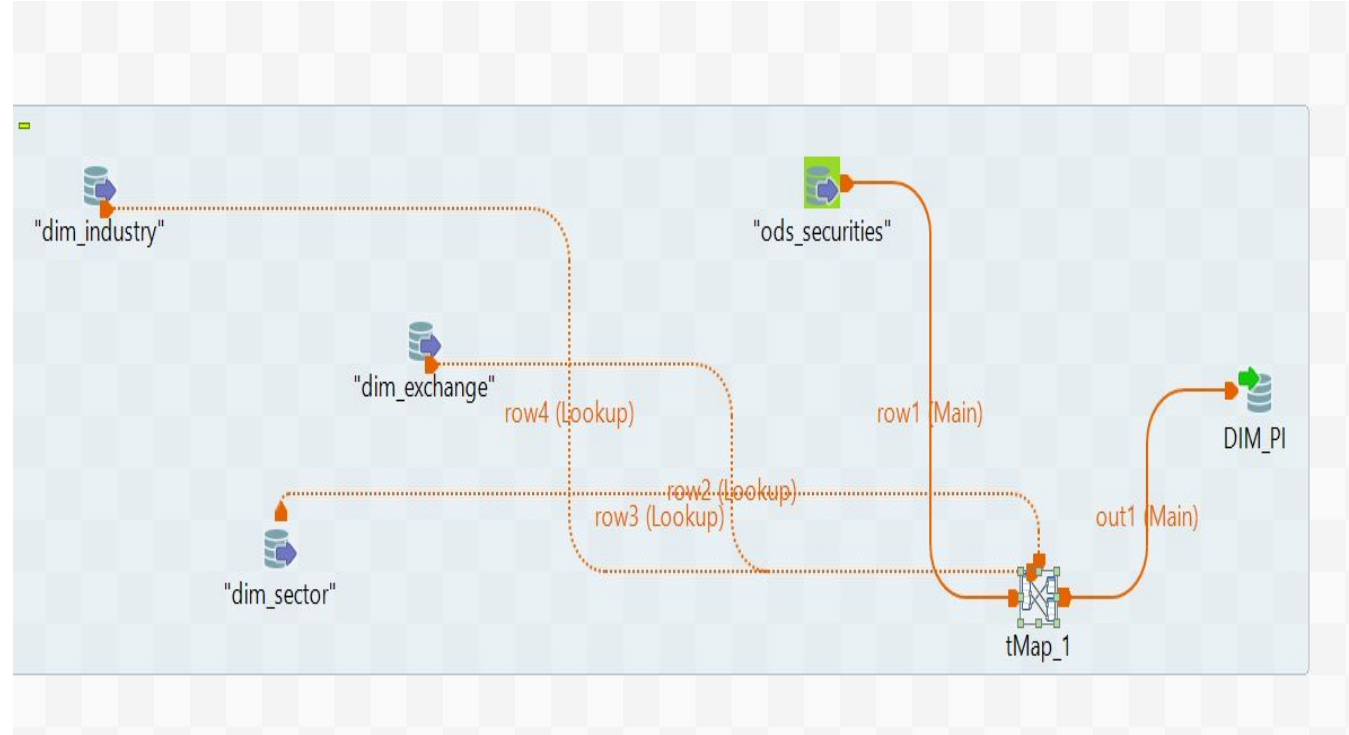 "dim_industry"
"ods_securities"
"dim_exchange"
row4 (Lookup)
row1 (Main)
DIM_PI
row2 (Lookup)
row3 (Lookup)
out1 (Main)
"dim_sector"
tMap_1